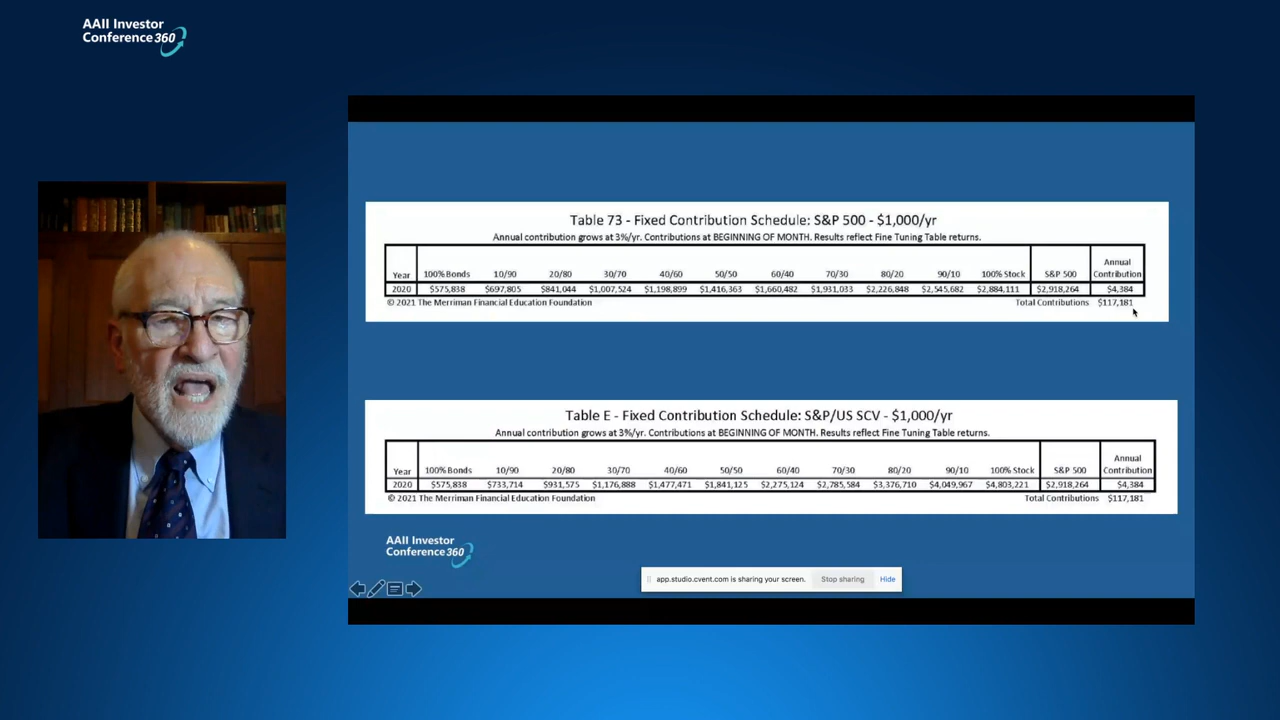 AAII Investor
Conference 360
Table 73 - Fixed Contribution Schedule: S&P 500 - $1,000/yr
Annual contribution grows at 3%/yr. Contributions at BEGINNING OF MONTH. Results reflect Fine Tuning Table returns.
Year 100% Bonds 10/90 20/80 30/70 40/60 50/50 60/40 70/30 80/20 90/10 100% Stock S&P 500 Annual Contribution
2020 $575,838 $697,805 $841,044 $1,007,524 $1,198,899 $1,416,363 $1,660,482 $1,931,033 $2,226,848 $2,545,682 $2,884,111 $2,918,264 $4,384
© 2021 The Merriman Financial Education Foundation Total Contributions $117,181
Table E - Fixed Contribution Schedule: S&P/US SCV - $1,000/yr
Annual contribution grows at 3%/yr. Contributions at BEGINNING OF MONTH. Results reflect Fine Tuning Table returns.
Year 100% Bonds 10/90 20/80 30/70 40/60 50/50 60/40 70/30 80/20 90/10 100% Stock S&P 500 Annual Contribution
2020 $575,838 $733,714 $931,575 $1,176,888 $1,477,471 $1,841,125 $2,275,124 $2,785,584 $3,376,710 $4,049,967 $4,803,221 $2,918,264 $4,384
© 2021 The Merriman Financial Education Foundation Total Contributions $117,181
AAII Investor
Conference 360
app.studio.cvent.com is sharing your screen. Stop sharing Hide